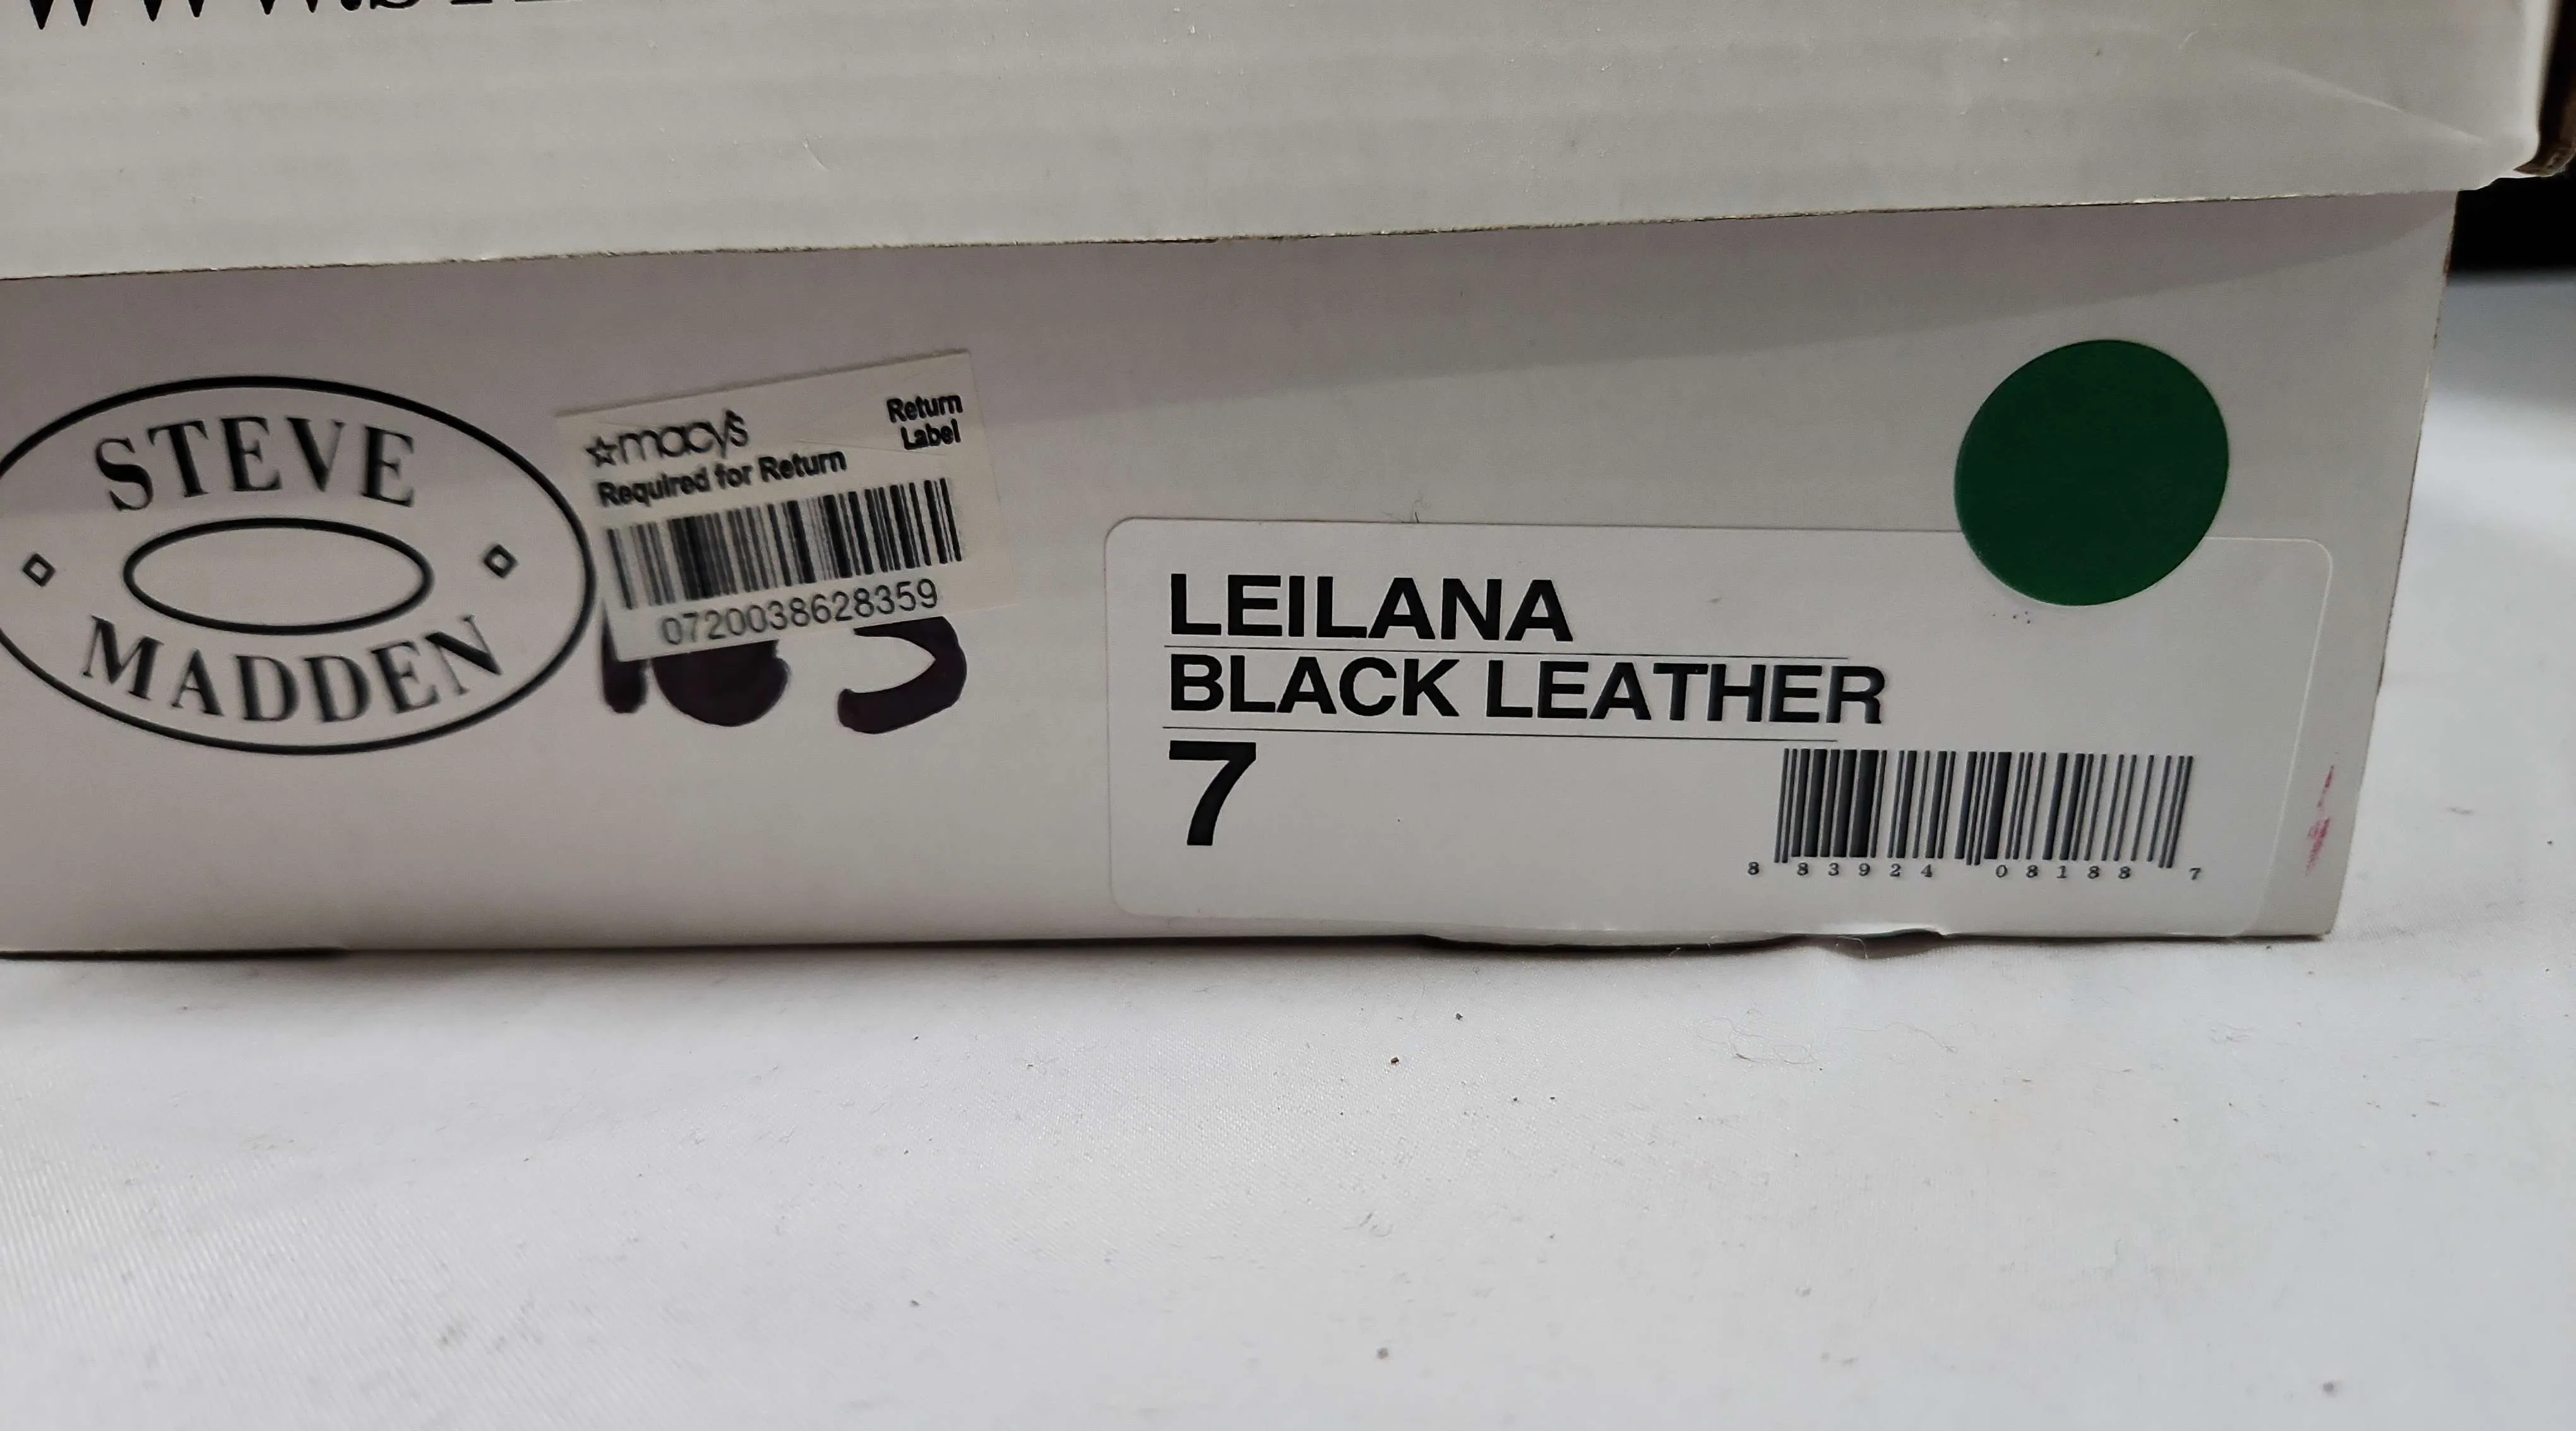 STEVE
MADDEN
macy's
Return
Label
Required for Return
0720038628359
LEILANA
BLACK LEATHER
7
8 83924 08188 7